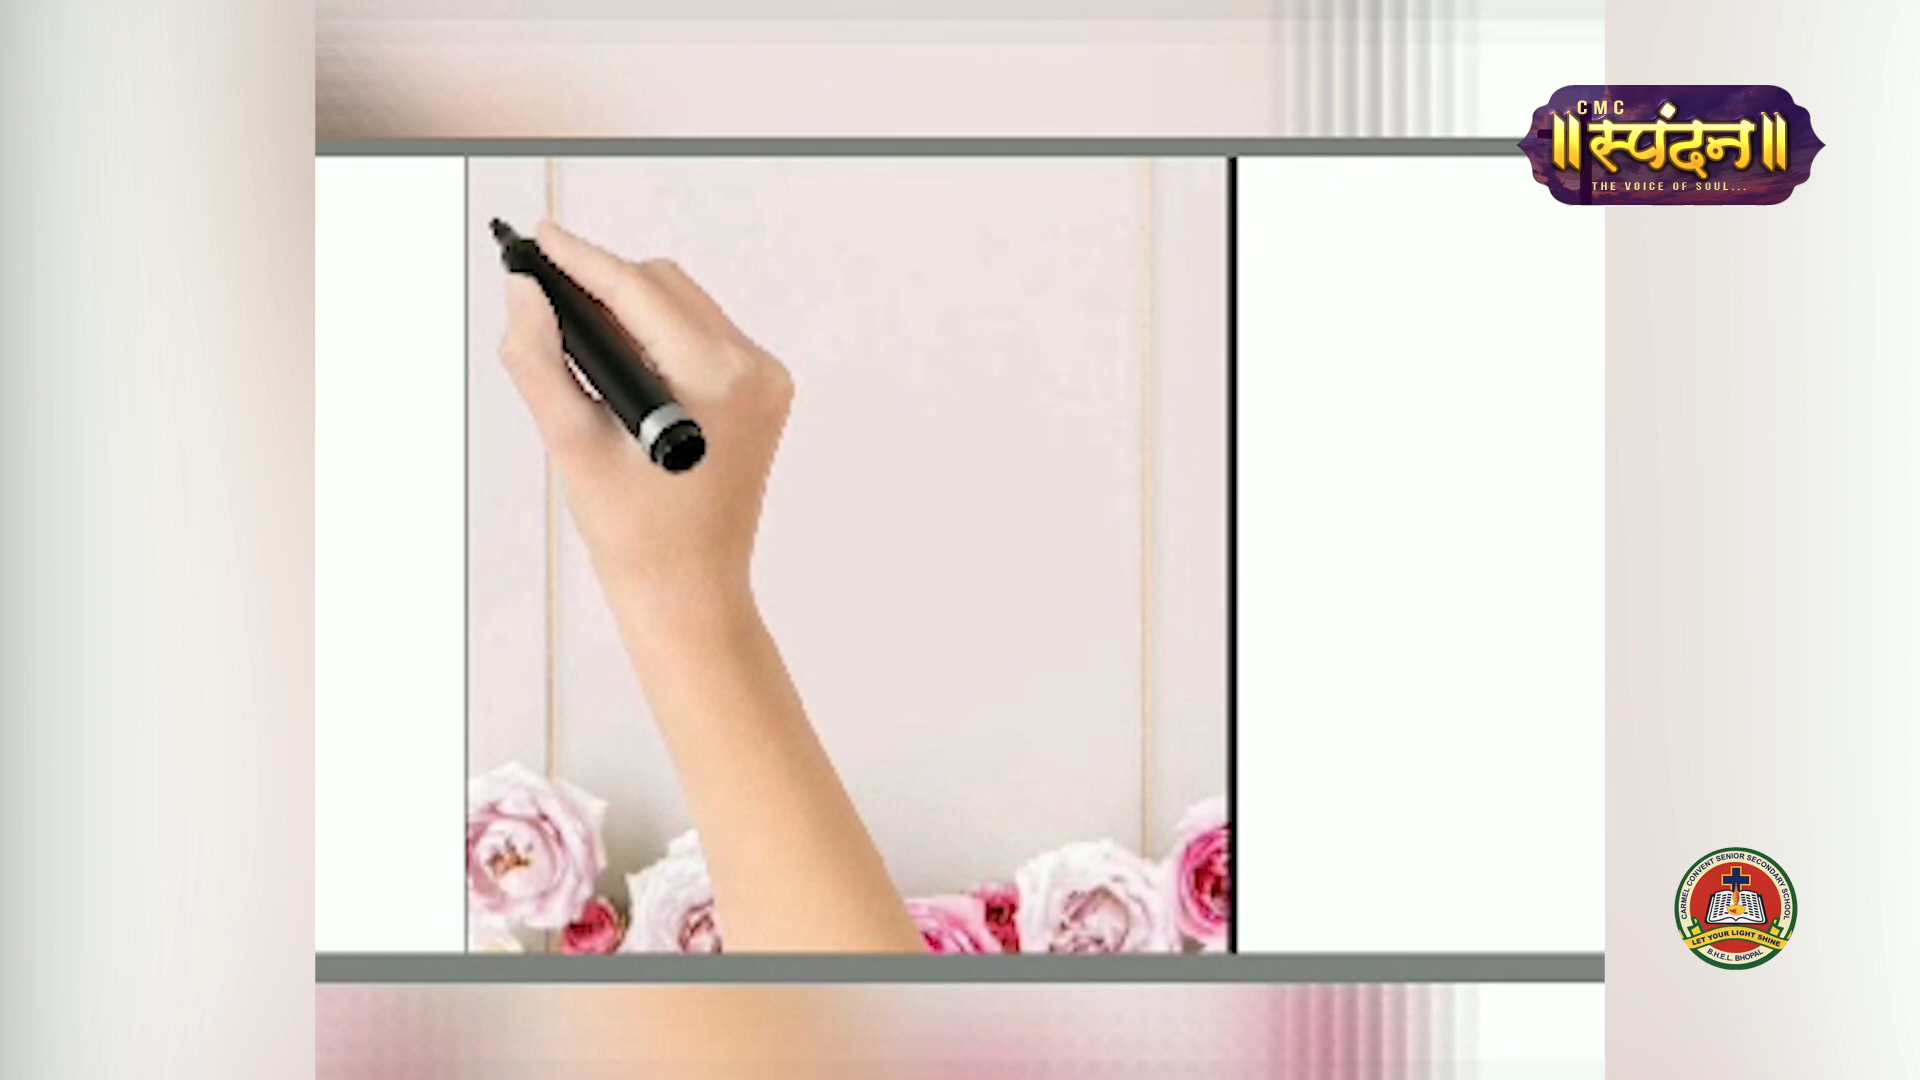 CMC
॥स्पंदन॥
THE VOICE OF SOUL...
CARMEL CONVENT SENIOR SECONDARY SCHOOL
LET YOUR LIGHT SHINE
B.H.E.L. BHOPAL